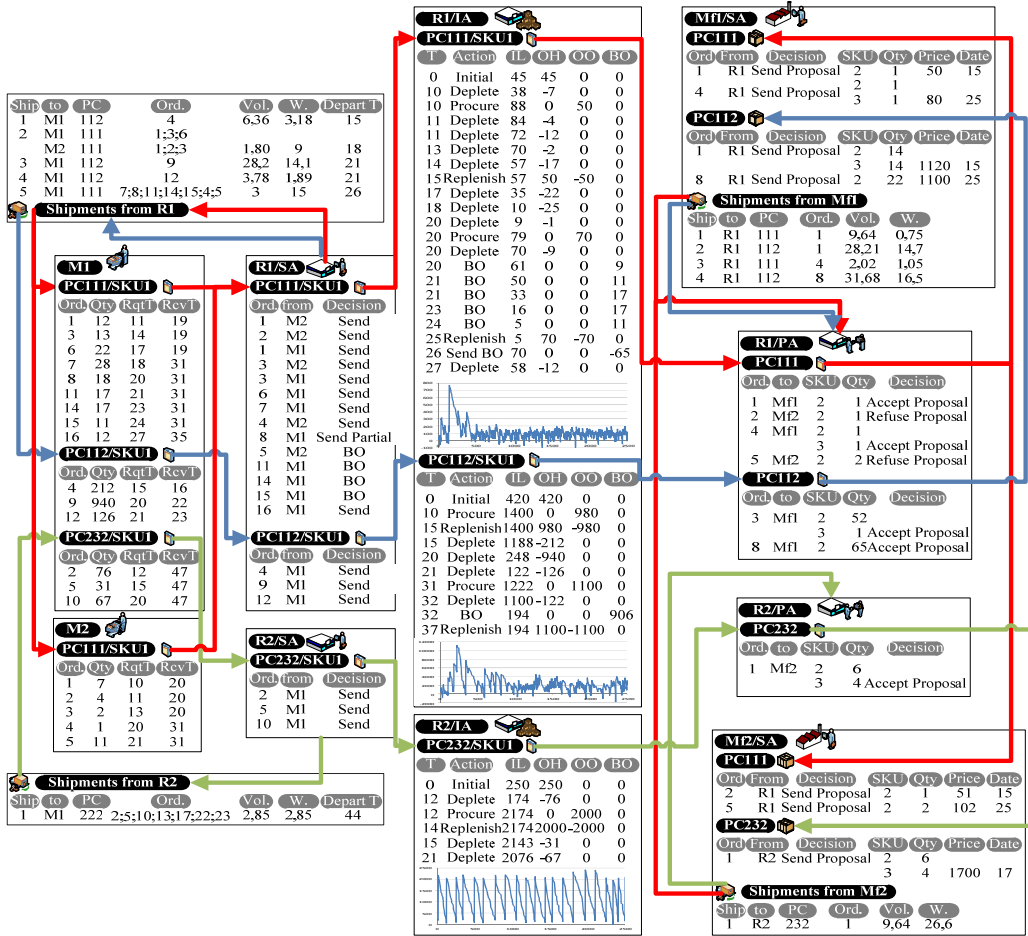 Ship to PC Ord. Vol. W. Depart T
1 M1 112 4 6,36 3,18 15
2 M1 111 1;3;6
M2 111 1;2;3 1,80 9 18
3 M1 112 9 28,2 14,1 21
4 M1 112 12 3,78 1,89 21
5 M1 111 7;8;11;14;15;4;5 3 15 26
Shipments from R1
M1
PC111/SKU1
Ord. Qty RqtT RcvT
1 12 11 19
3 13 14 19
6 22 17 19
7 28 18 31
8 18 20 31
11 17 21 31
14 17 23 31
15 11 24 31
16 12 27 35
PC112/SKU1
Ord. Qty RqtT RcvT
4 212 15 16
9 940 20 22
12 126 21 23
PC232/SKU1
Ord. Qty RqtT RcvT
2 76 12 47
5 31 15 47
10 67 20 47
M2
PC111/SKU1
Ord. Qty RqtT RcvT
1 7 10 20
2 4 11 20
3 2 13 20
4 1 20 31
5 11 21 31
Shipments from R2
Ship to PC Ord. Vol. W. Depart T
1 M1 222 2;5;10;13;17;22;23 2,85 2,85 44
R1/SA
PC111/SKU1
Ord. from Decision
1 M2 Send
2 M2 Send
1 M1 Send
3 M2 Send
3 M1 Send
6 M1 Send
7 M1 Send
4 M2 Send
8 M1 Send Partial
5 M2 BO
11 M1 BO
14 M1 BO
15 M1 BO
16 M1 Send
PC112/SKU1
Ord. from Decision
4 M1 Send
9 M1 Send
12 M1 Send
R2/SA
PC232/SKU1
Ord. from Decision
2 M1 Send
5 M1 Send
10 M1 Send
R1/IA
PC111/SKU1
T Action IL OH OO BO
0 Initial 45 45 0 0
10 Deplete 38 -7 0 0
10 Procure 88 0 50 0
11 Deplete 84 -4 0 0
11 Deplete 72 -12 0 0
13 Deplete 70 -2 0 0
14 Deplete 57 -17 0 0
15 Replenish 57 50 -50 0
17 Deplete 35 -22 0 0
18 Deplete 10 -25 0 0
20 Deplete 9 -1 0 0
20 Procure 79 0 70 0
20 Deplete 70 -9 0 0
20 BO 61 0 0 9
21 BO 50 0 0 11
21 BO 33 0 0 17
23 BO 16 0 0 17
24 BO 5 0 0 11
25 Replenish 5 70 -70 0
26 Send BO 70 0 0 -65
27 Deplete 58 -12 0 0
PC112/SKU1
T Action IL OH OO BO
0 Initial 420 420 0 0
10 Procure 1400 0 980 0
15 Replenish 1400 980 -980 0
15 Deplete 1188 -212 0 0
20 Deplete 248 -940 0 0
21 Deplete 122 -126 0 0
31 Procure 1222 0 1100 0
32 Deplete 1100 -122 0 0
32 BO 194 0 0 906
37 Replenish 194 1100 -1100 0
R2/IA
PC232/SKU1
T Action IL OH OO BO
0 Initial 250 250 0 0
12 Deplete 174 -76 0 0
12 Procure 2174 0 2000 0
14 Replenish 2174 2000 -2000 0
15 Deplete 2143 -31 0 0
21 Deplete 2076 -67 0 0
Mf1/SA
PC111
Ord From Decision SKU Qty Price Date
1 R1 Send Proposal 2 1 50 15
4 R1 Send Proposal 2 1
3 1 80 25
PC112
Ord From Decision SKU Qty Price Date
1 R1 Send Proposal 2 14
3 14 1120 15
8 R1 Send Proposal 2 22 1100 25
Shipments from Mf1
Ship to PC Ord. Vol. W.
1 R1 111 1 9,64 0,75
2 R1 112 1 28,21 14,7
3 R1 111 4 2,02 1,05
4 R1 112 8 31,68 16,5
R1/PA
PC111
Ord. to SKU Qty Decision
1 Mf1 2 1 Accept Proposal
2 Mf2 2 1 Refuse Proposal
4 Mf1 2 1
3 1 Accept Proposal
5 Mf2 2 2 Refuse Proposal
PC112
Ord. to SKU Qty Decision
3 Mf1 2 52
3 1 Accept Proposal
8 Mf1 2 65 Accept Proposal
R2/PA
PC232
Ord. to SKU Qty Decision
1 Mf2 2 6
3 4 Accept Proposal
Mf2/SA
PC111
Ord From Decision SKU Qty Price Date
2 R1 Send Proposal 2 1 51 15
5 R1 Send Proposal 2 2 102 25
PC232
Ord From Decision SKU Qty Price Date
1 R2 Send Proposal 2 6
3 4 1700 17
Shipments from Mf2
Ship to PC Ord. Vol. W.
1 R2 232 1 9,64 26,6